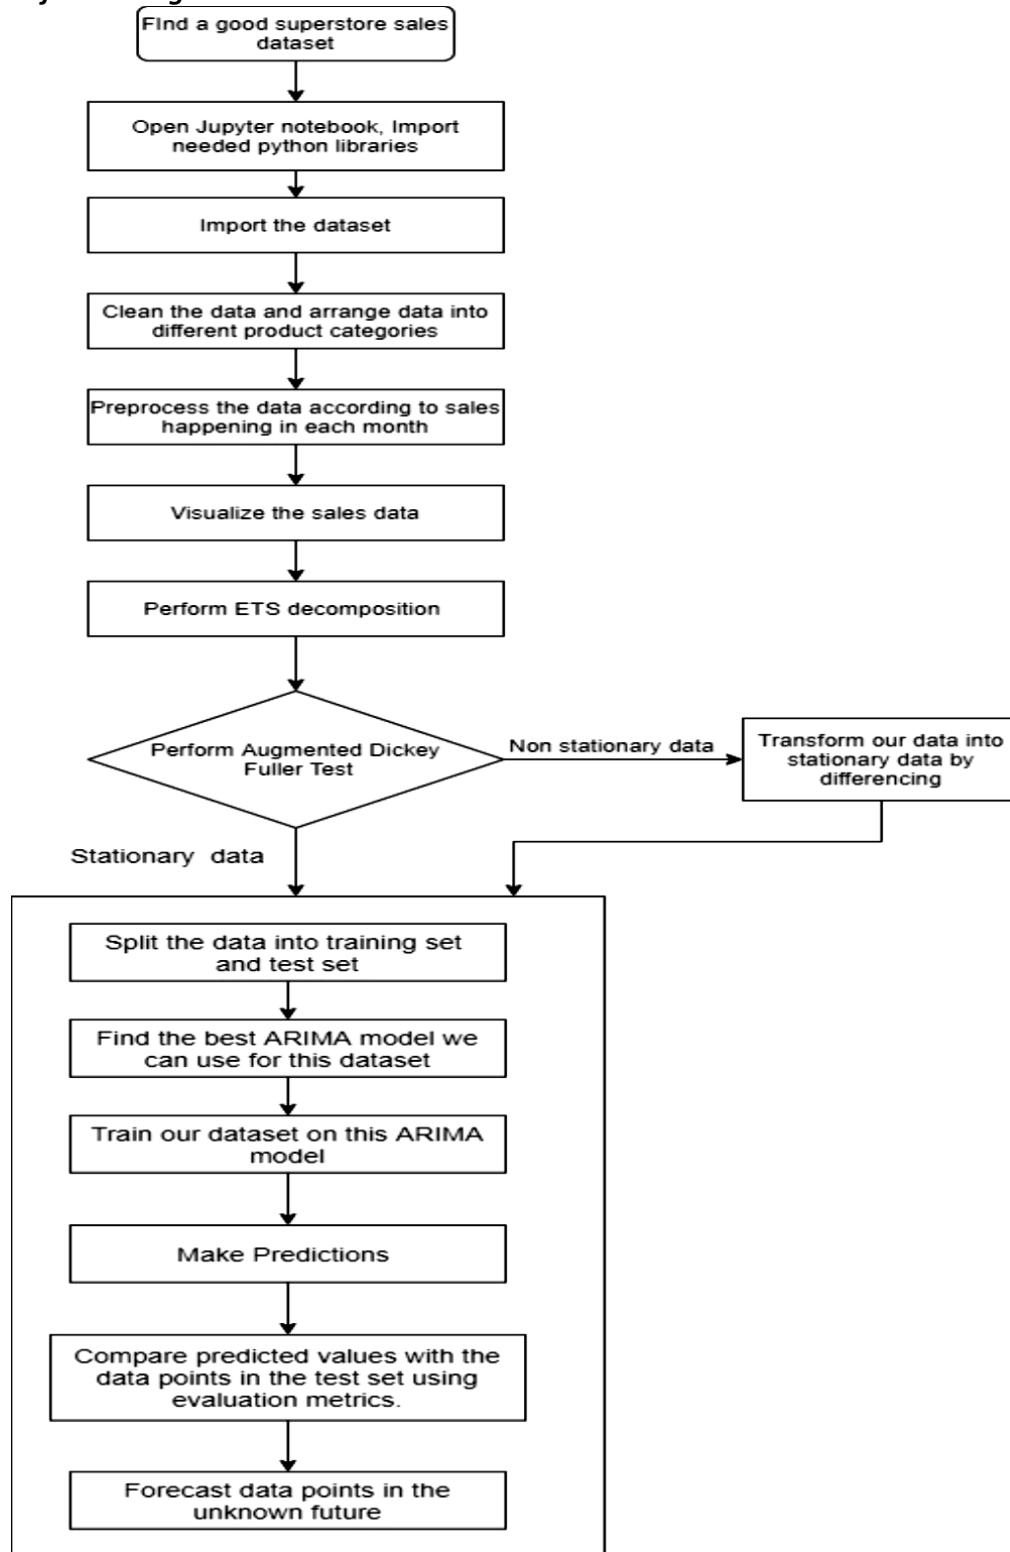 FInd a good superstore sales
dataset
Open Jupyter notebook, Import
needed python libraries
Import the dataset
Clean the data and arrange data into
different product categories
Preprocess the data according to sales
happening in each month
Visualize the sales data
Perform ETS decomposition
Perform Augmented Dickey
Fuller Test
Non stationary data
Transform our data into
stationary data by
differencing
Stationary data
Split the data into training set
and test set
Find the best ARIMA model we
can use for this dataset
Train our dataset on this ARIMA
model
Make Predictions
Compare predicted values with the
data points in the test set using
evaluation metrics.
Forecast data points in the
unknown future